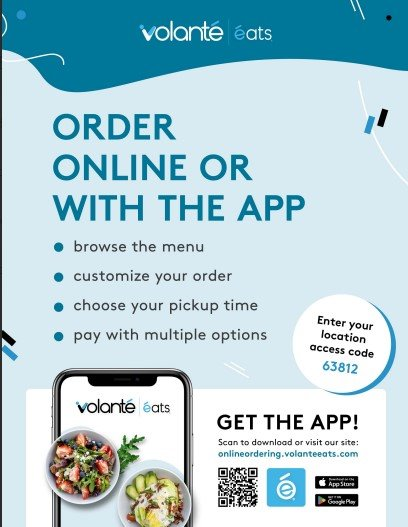 volanté | éats
ORDER
ONLINE OR
WITH THE APP
browse the menu
customize your order
choose your pickup time
pay with multiple options
Enter your
location
access code
63812
volanté | éats
GET THE APP!
Scan to download or visit our site:
onlineordering.volanteeats.com
é
Download on the
App Store
GET IT ON
Google Play